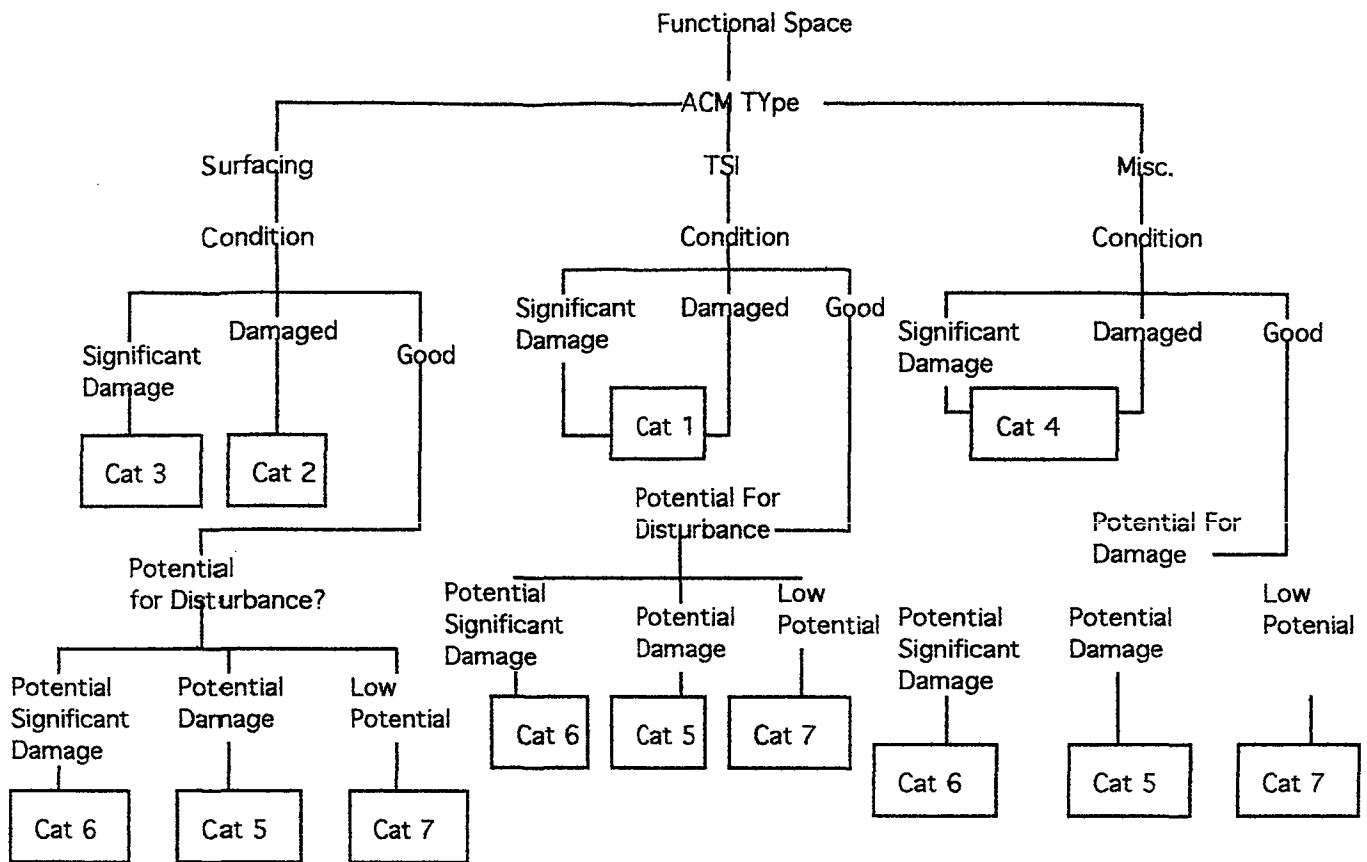 Functional Space
ACM TYpe
Surfacing
TSI
Misc.
Condition
Condition
Condition
Significant
Damage
Damaged
Good
Significant
Damage
Damaged
Good
Significant
Damage
Damaged
Good
Cat 3
Cat 2
Cat 1
Cat 4
Potential
for Disturbance?
Potential For
Disturbance
Potential For
Damage
Potential
Significant
Damage
Potential
Damage
Low
Potential
Potential
Significant
Damage
Potential
Damage
Low
Potential
Potential
Significant
Damage
Potential
Damage
Low
Potenial
Cat 6
Cat 5
Cat 7
Cat 6
Cat 5
Cat 7
Cat 6
Cat 5
Cat 7